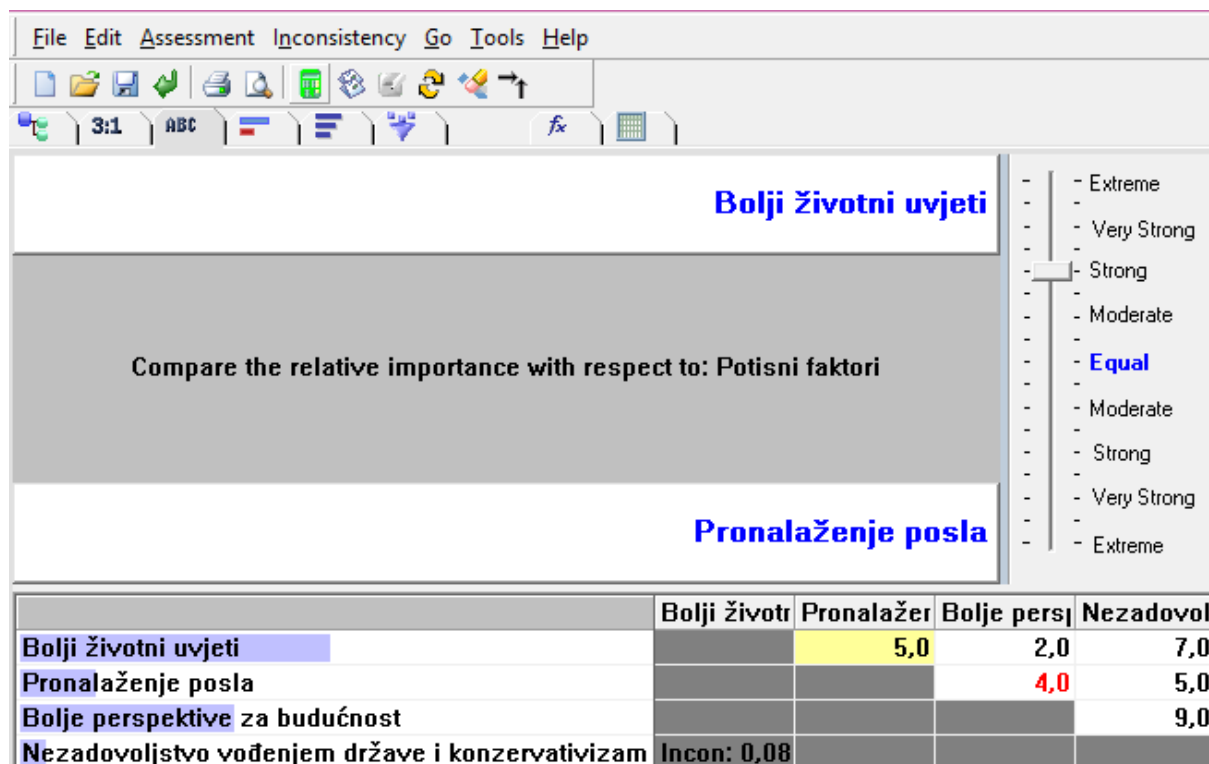 File Edit Assessment Inconsistency Go Tools Help
3:1 ABC fx
Bolji životni uvjeti
Compare the relative importance with respect to: Potisni faktori
Pronalaženje posla
Extreme
Very Strong
Strong
Moderate
Equal
Moderate
Strong
Very Strong
Extreme
Bolji životr Pronalažer Bolje persp Nezadovol
Bolji životni uvjeti 5,0 2,0 7,0
Pronalaženje posla 4,0 5,0
Bolje perspektive za budućnost 9,0
Nezadovoljstvo vođenjem države i konzervativizam Incon: 0,08